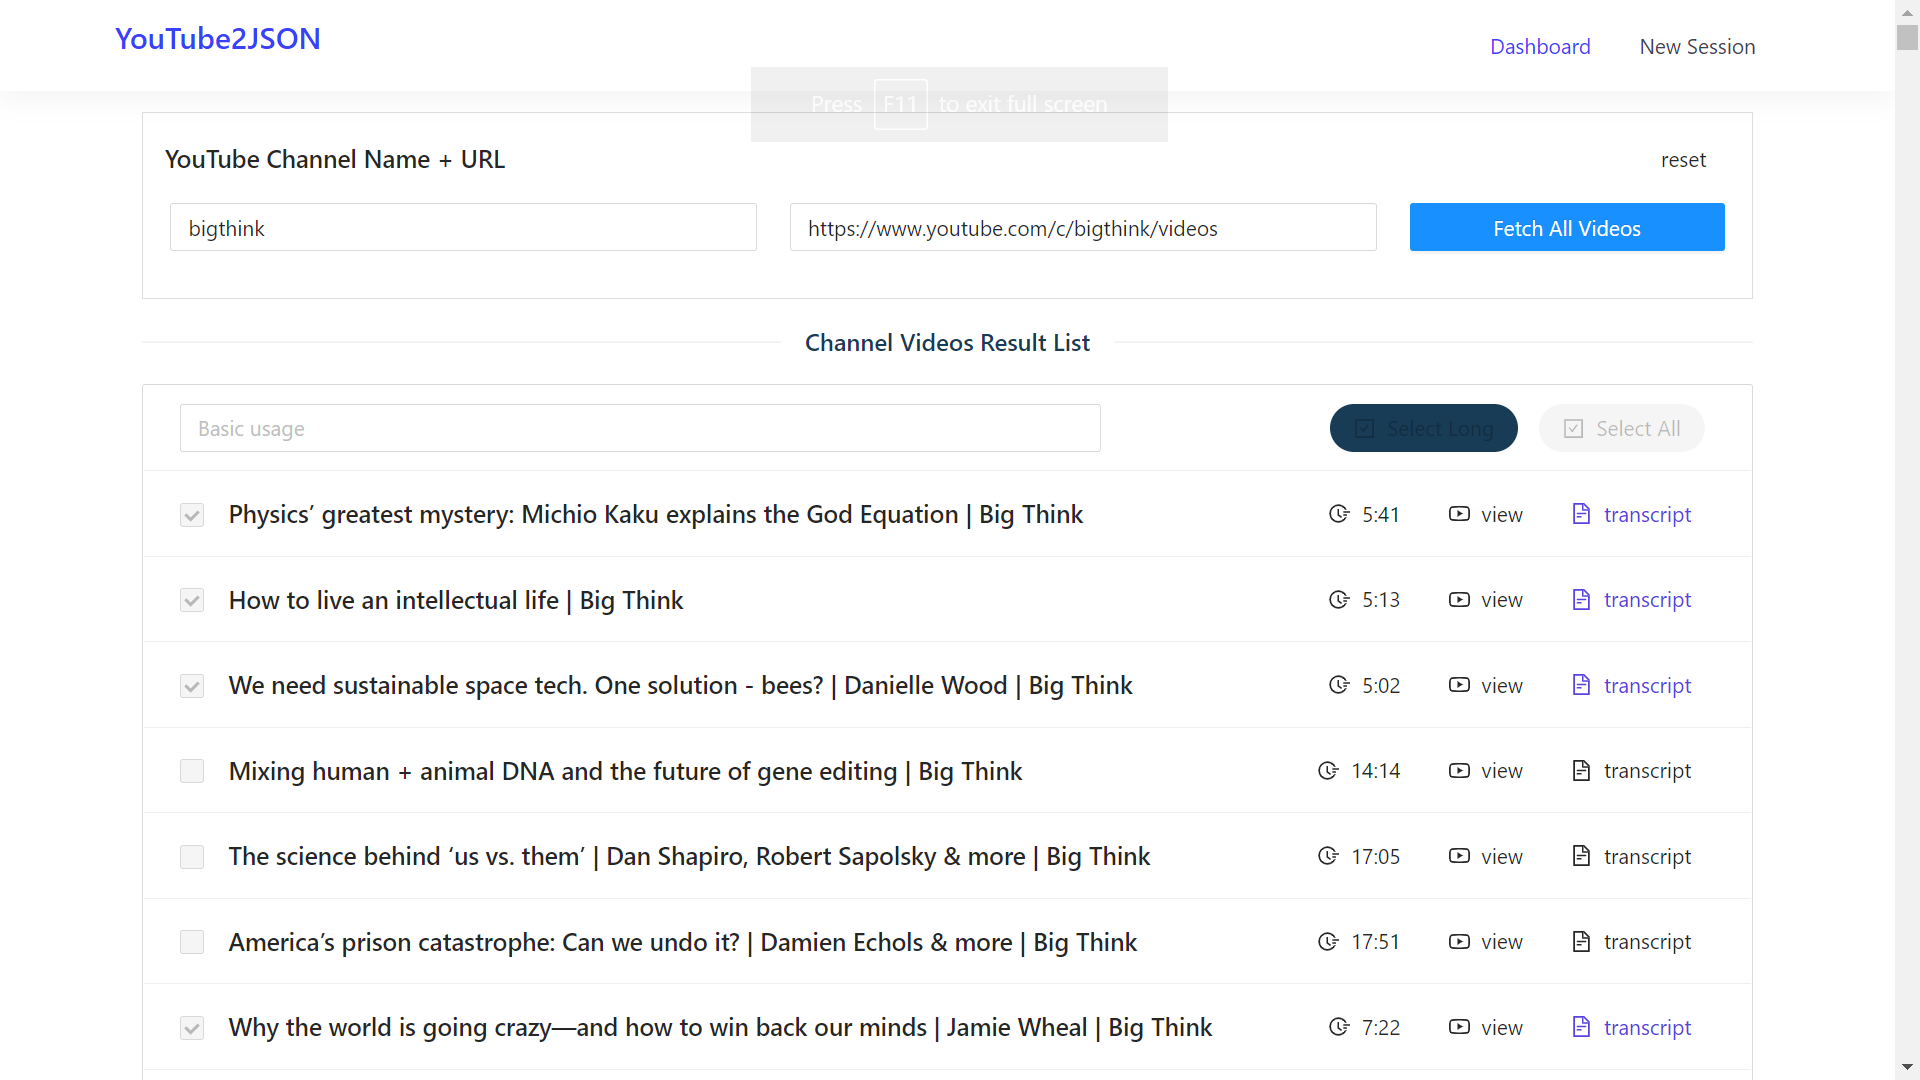 YouTube2JSON
Dashboard New Session
Press F11 to exit full screen
YouTube Channel Name + URL reset
bigthink https://www.youtube.com/c/bigthink/videos Fetch All Videos
Channel Videos Result List
Basic usage Select Long Select All
Physics’ greatest mystery: Michio Kaku explains the God Equation | Big Think 5:41 view transcript
How to live an intellectual life | Big Think 5:13 view transcript
We need sustainable space tech. One solution - bees? | Danielle Wood | Big Think 5:02 view transcript
Mixing human + animal DNA and the future of gene editing | Big Think 14:14 view transcript
The science behind ‘us vs. them’ | Dan Shapiro, Robert Sapolsky & more | Big Think 17:05 view transcript
America’s prison catastrophe: Can we undo it? | Damien Echols & more | Big Think 17:51 view transcript
Why the world is going crazy—and how to win back our minds | Jamie Wheal | Big Think 7:22 view transcript